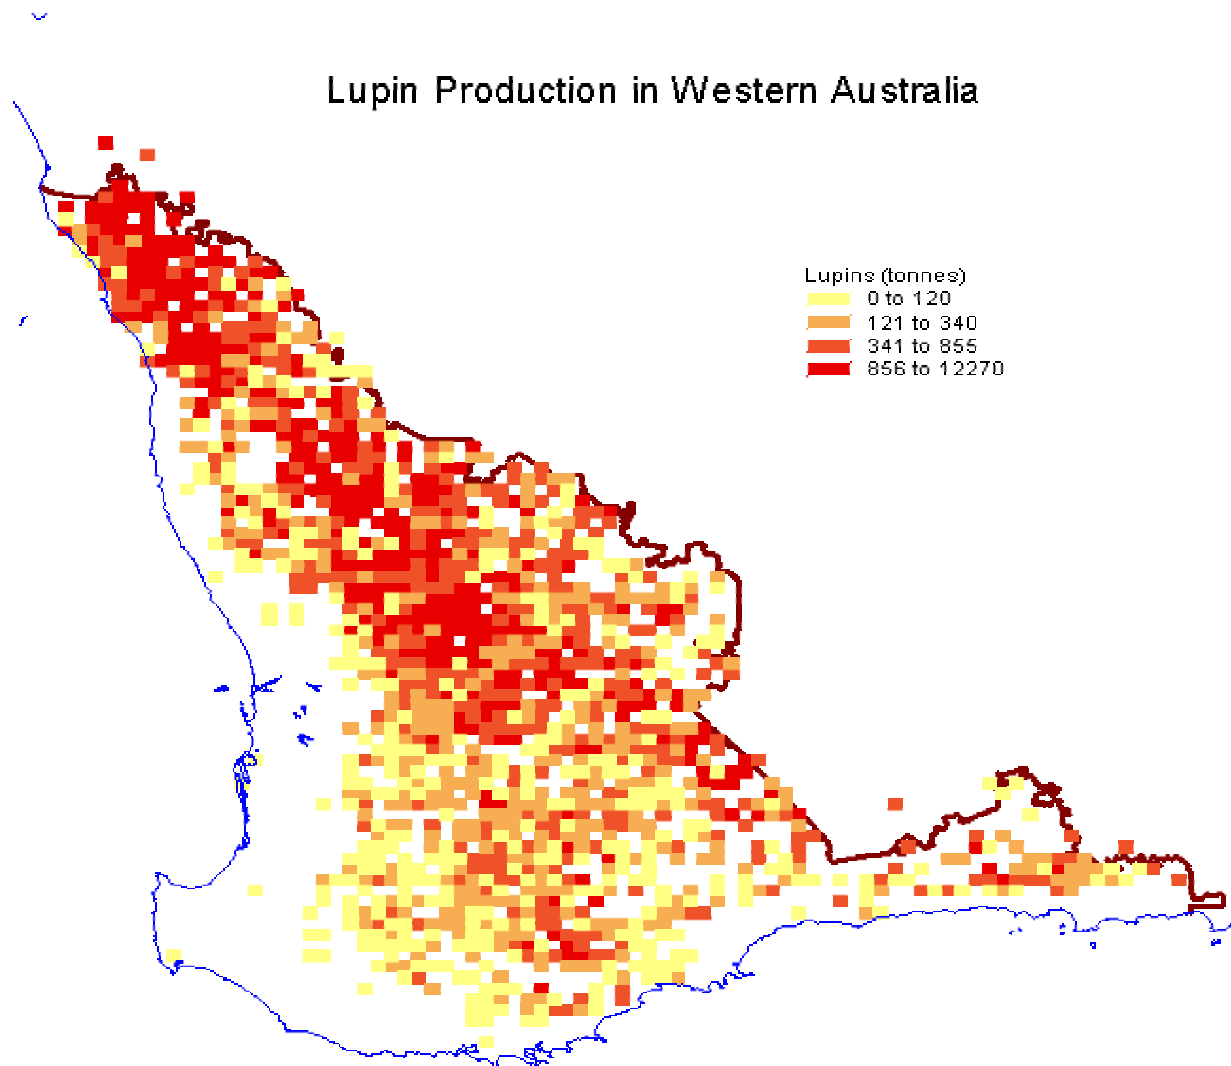 Lupin Production in Western Australia
Lupins (tonnes)
0 to 120
121 to 340
341 to 855
856 to 12270